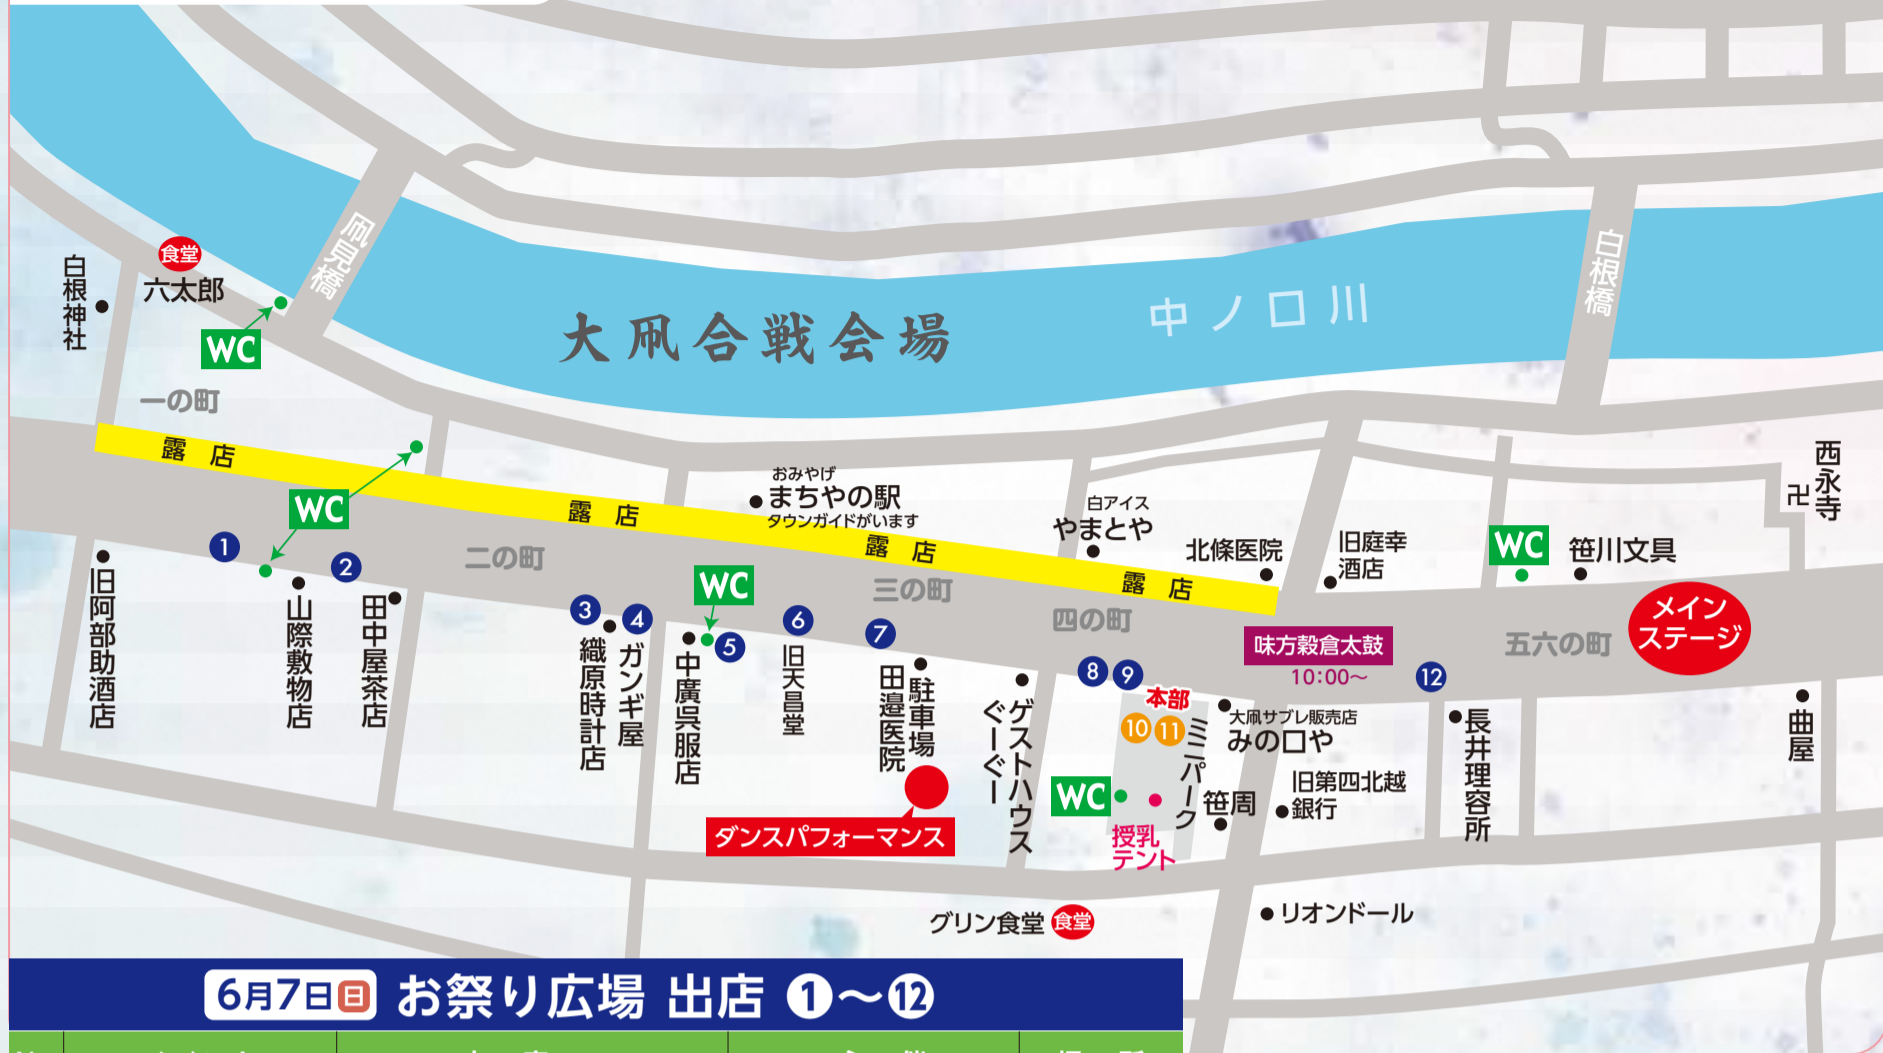 凧見橋
食堂
六太郎
白根神社
WC
大凧合戦会場
中ノ口川
白根橋
一の町
露店
WC
1
2
旧阿部助酒店
山際敷物店
田中屋茶店
二の町
露店
おみやげ
まちやの駅
タウンガイドがいます
露店
三の町
白アイス
やまとや
北條医院
旧庭幸
酒店
露店
四の町
WC
笹川文具
西永寺
卍
メイン
ステージ
五六の町
味方穀倉太鼓
10:00～
3
織原時計店
4
ガンギ屋
WC
中廣呉服店
5
6
旧天昌堂
7
田邉医院
駐車場
ダンスパフォーマンス
ゲストハウス
ぐーぐー
8
9
本部
10
11
ミニパーク
WC
授乳
テント
大凧サブレ販売店
みの口や
笹周
旧第四北越
銀行
12
長井理容所
曲屋
グリン食堂
食堂
リオンドール
6月7日日 お祭り広場 出店 1～12